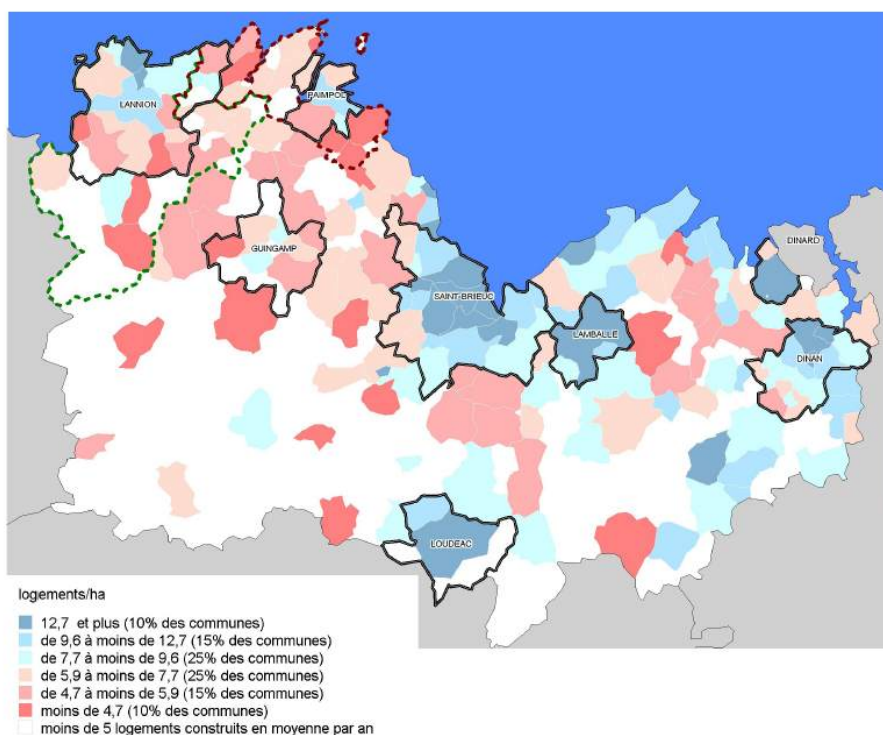 LANNION
PAIMPOL
GUINGAMP
DINARD
SAINT-BRIEUC
LAMBALLE
DINAN
LOUDEAC
logements/ha
12,7 et plus (10% des communes)
de 9,6 à moins de 12,7 (15% des communes)
de 7,7 à moins de 9,6 (25% des communes)
de 5,9 à moins de 7,7 (25% des communes)
de 4,7 à moins de 5,9 (15% des communes)
moins de 4,7 (10% des communes)
moins de 5 logements construits en moyenne par an